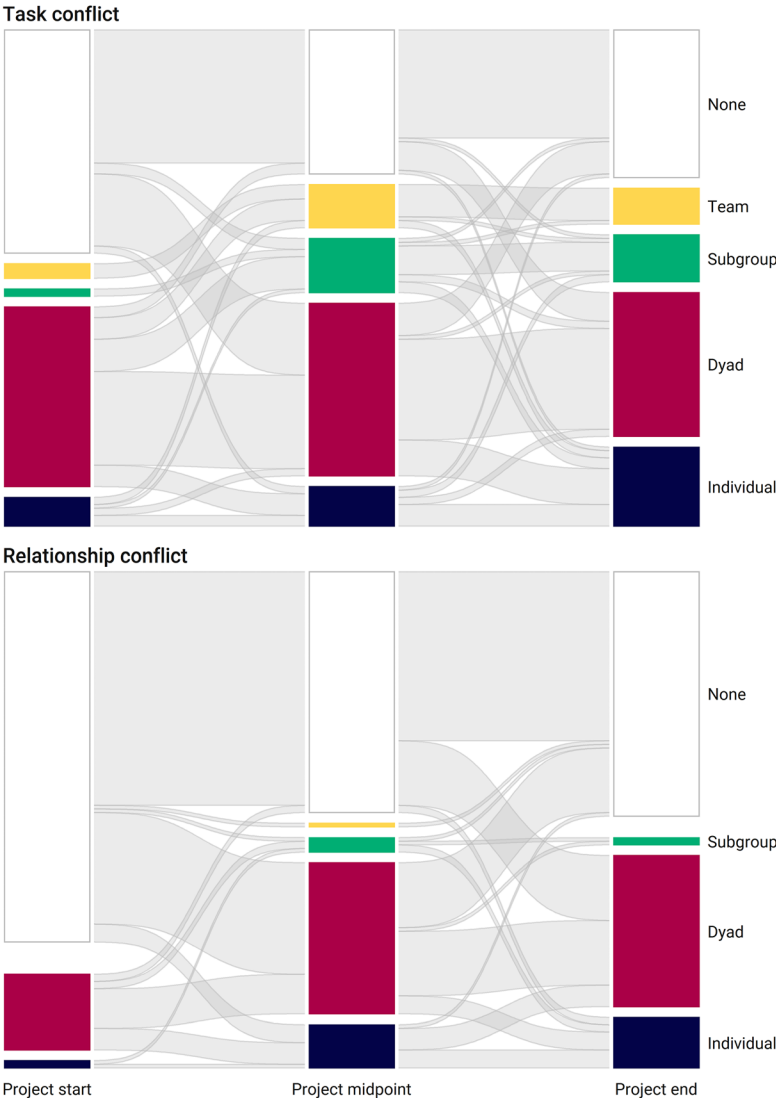 Task conflict
None
Team
Subgroup
Dyad
Individual
Relationship conflict
None
Subgroup
Dyad
Individual
Project start
Project midpoint
Project end